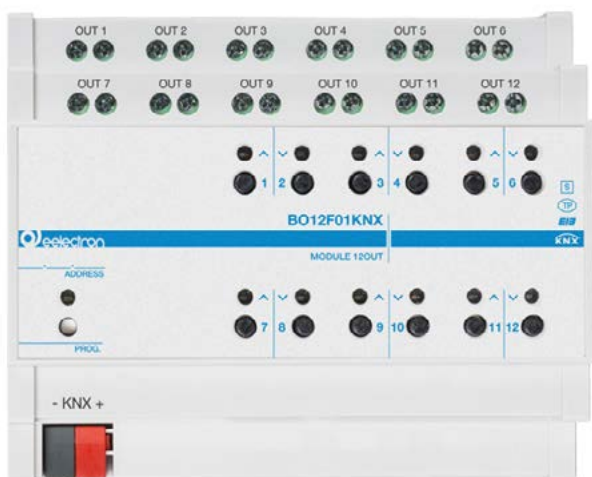 OUT 1 OUT 2 OUT 3 OUT 4 OUT 5 OUT 6
OUT 7 OUT 8 OUT 9 OUT 10 OUT 11 OUT 12
1 2 3 4 5 6
S
TP
EIB
BO12F01KNX
eelectron
KNX
MODULE 12OUT
ADDRESS
7 8 9 10 11 12
PROG.
- KNX +